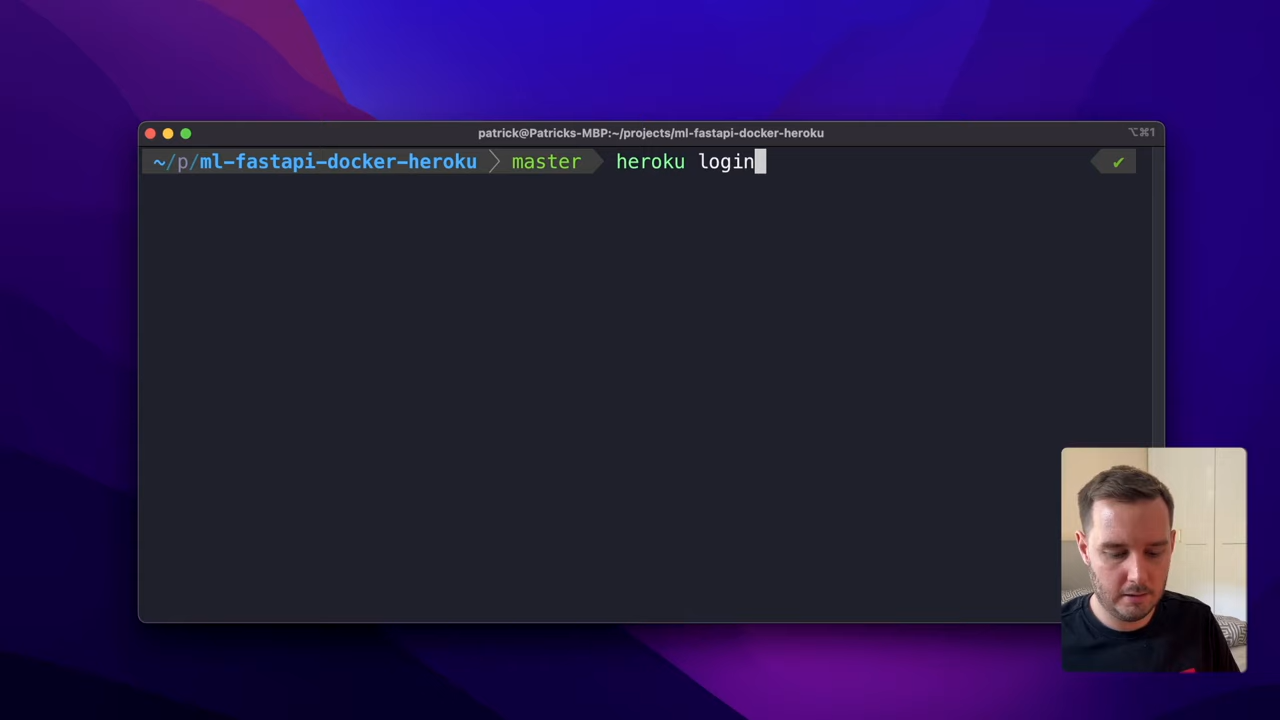 patrick@Patricks-MBP:~/projects/ml-fastapi-docker-heroku
⌥⌘1
~/p/ml-fastapi-docker-heroku master heroku login ✔